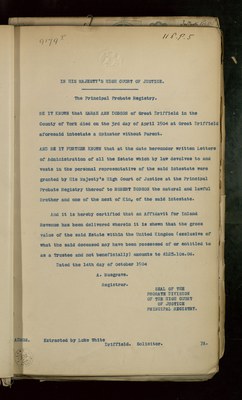 IN HIS MAJESTY'S HIGH COURT OF JUSTICE.
The Principal Probate Registry.
BE IT KNOWN that SARAH ANN HOBSON of Great Driffield in the
County of York died on the 3rd day of April 1904 at Great Driffield
aforesaid intestate a spinster without Parent.
AND BE IT FURTHER KNOWN that at the date hereunder written Letters
of Administration of all the Estate which by law devolves to and
vests in the personal representative of the said intestate were
granted by His Majesty's High Court of Justice at the Principal
Probate Registry thereof to ROBERT HOBSON the natural and lawful
Brother and one of the next of kin, of the said intestate.
And it is hereby certified that an Affidavit for Inland
Revenue has been delivered wherein it is shewn that the gross
value of the said Estate within the United Kingdom (exclusive of
what the said deceased may have been possessed of or entitled to
as a Trustee and not beneficially) amounts to
Dated the 14th day of October 1904
A. Musgrave.
Registrar.
SEAL OF THE
PROBATE DIVISION
OF THE HIGH COURT
OF JUSTICE
PRINCIPAL REGISTRY.
Extracted by Luke White
Driffield. Solicitor.